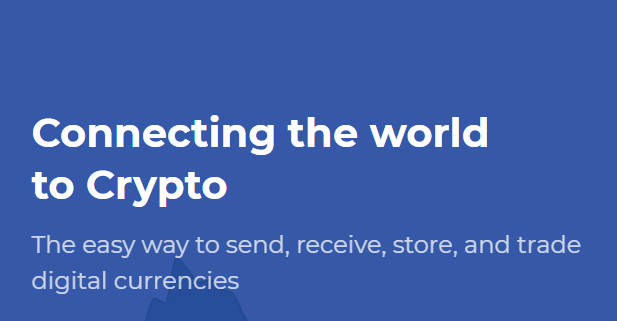 Connecting the world
to Crypto
The easy way to send, receive, store, and trade
digital currencies